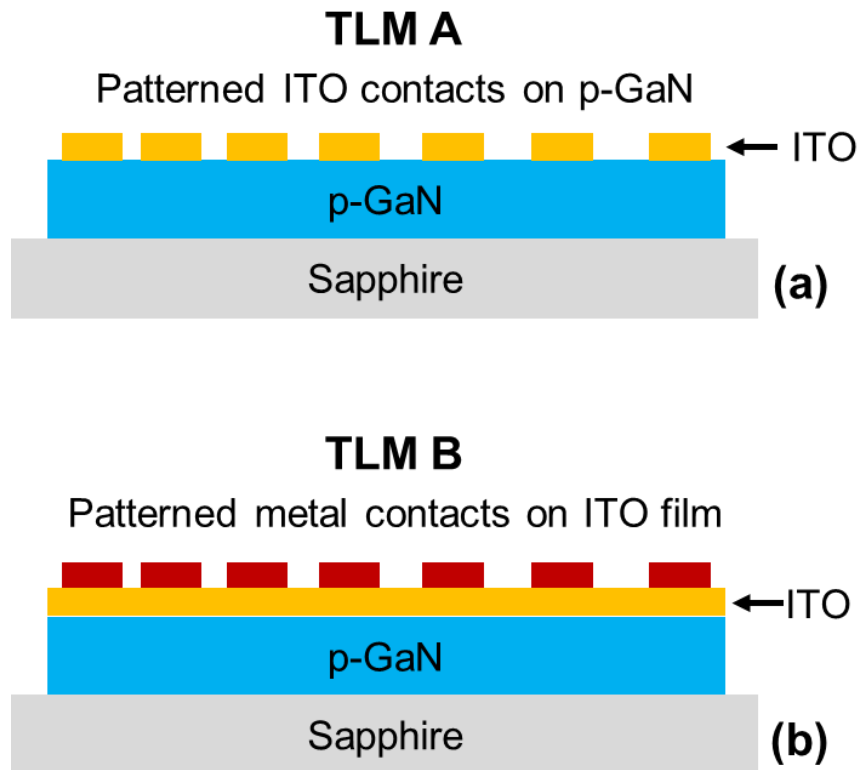 TLM A
Patterned ITO contacts on p-GaN
ITO
p-GaN
Sapphire
(a)
TLM B
Patterned metal contacts on ITO film
ITO
p-GaN
Sapphire
(b)